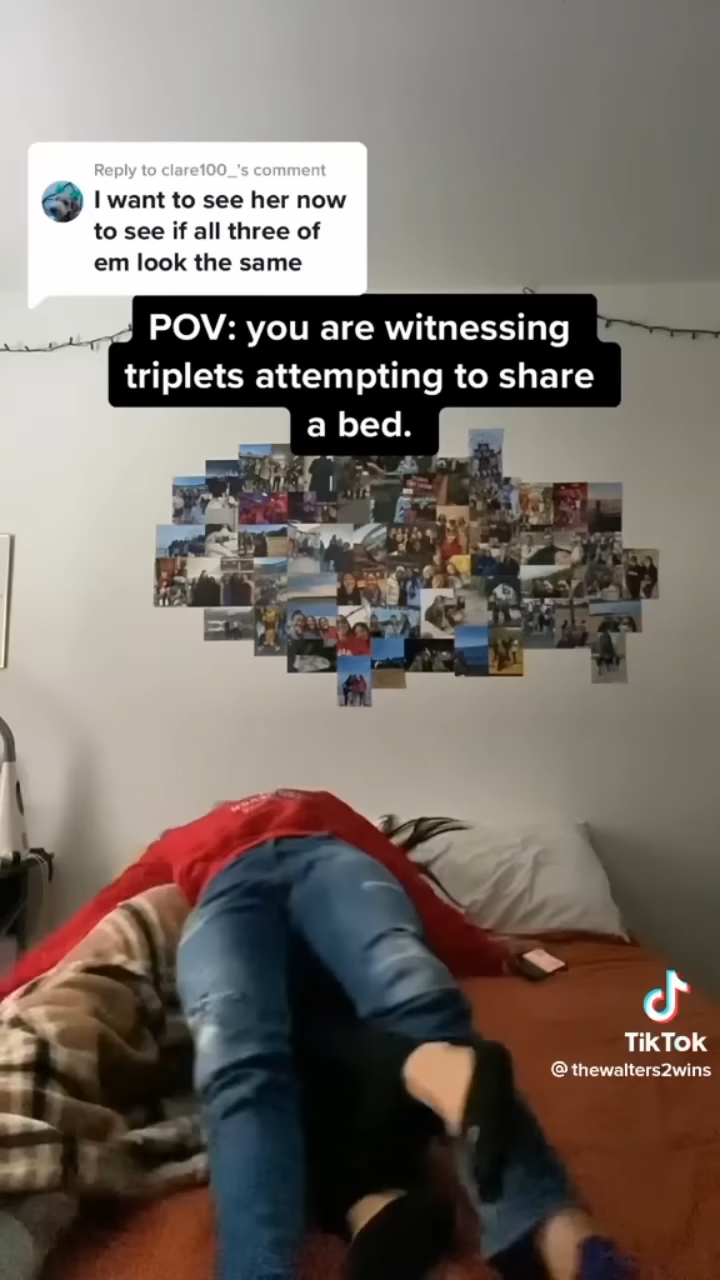 Reply to clare100_'s comment
I want to see her now
to see if all three of
em look the same
POV: you are witnessing
triplets attempting to share
a bed.
TikTok
@thewalters2wins